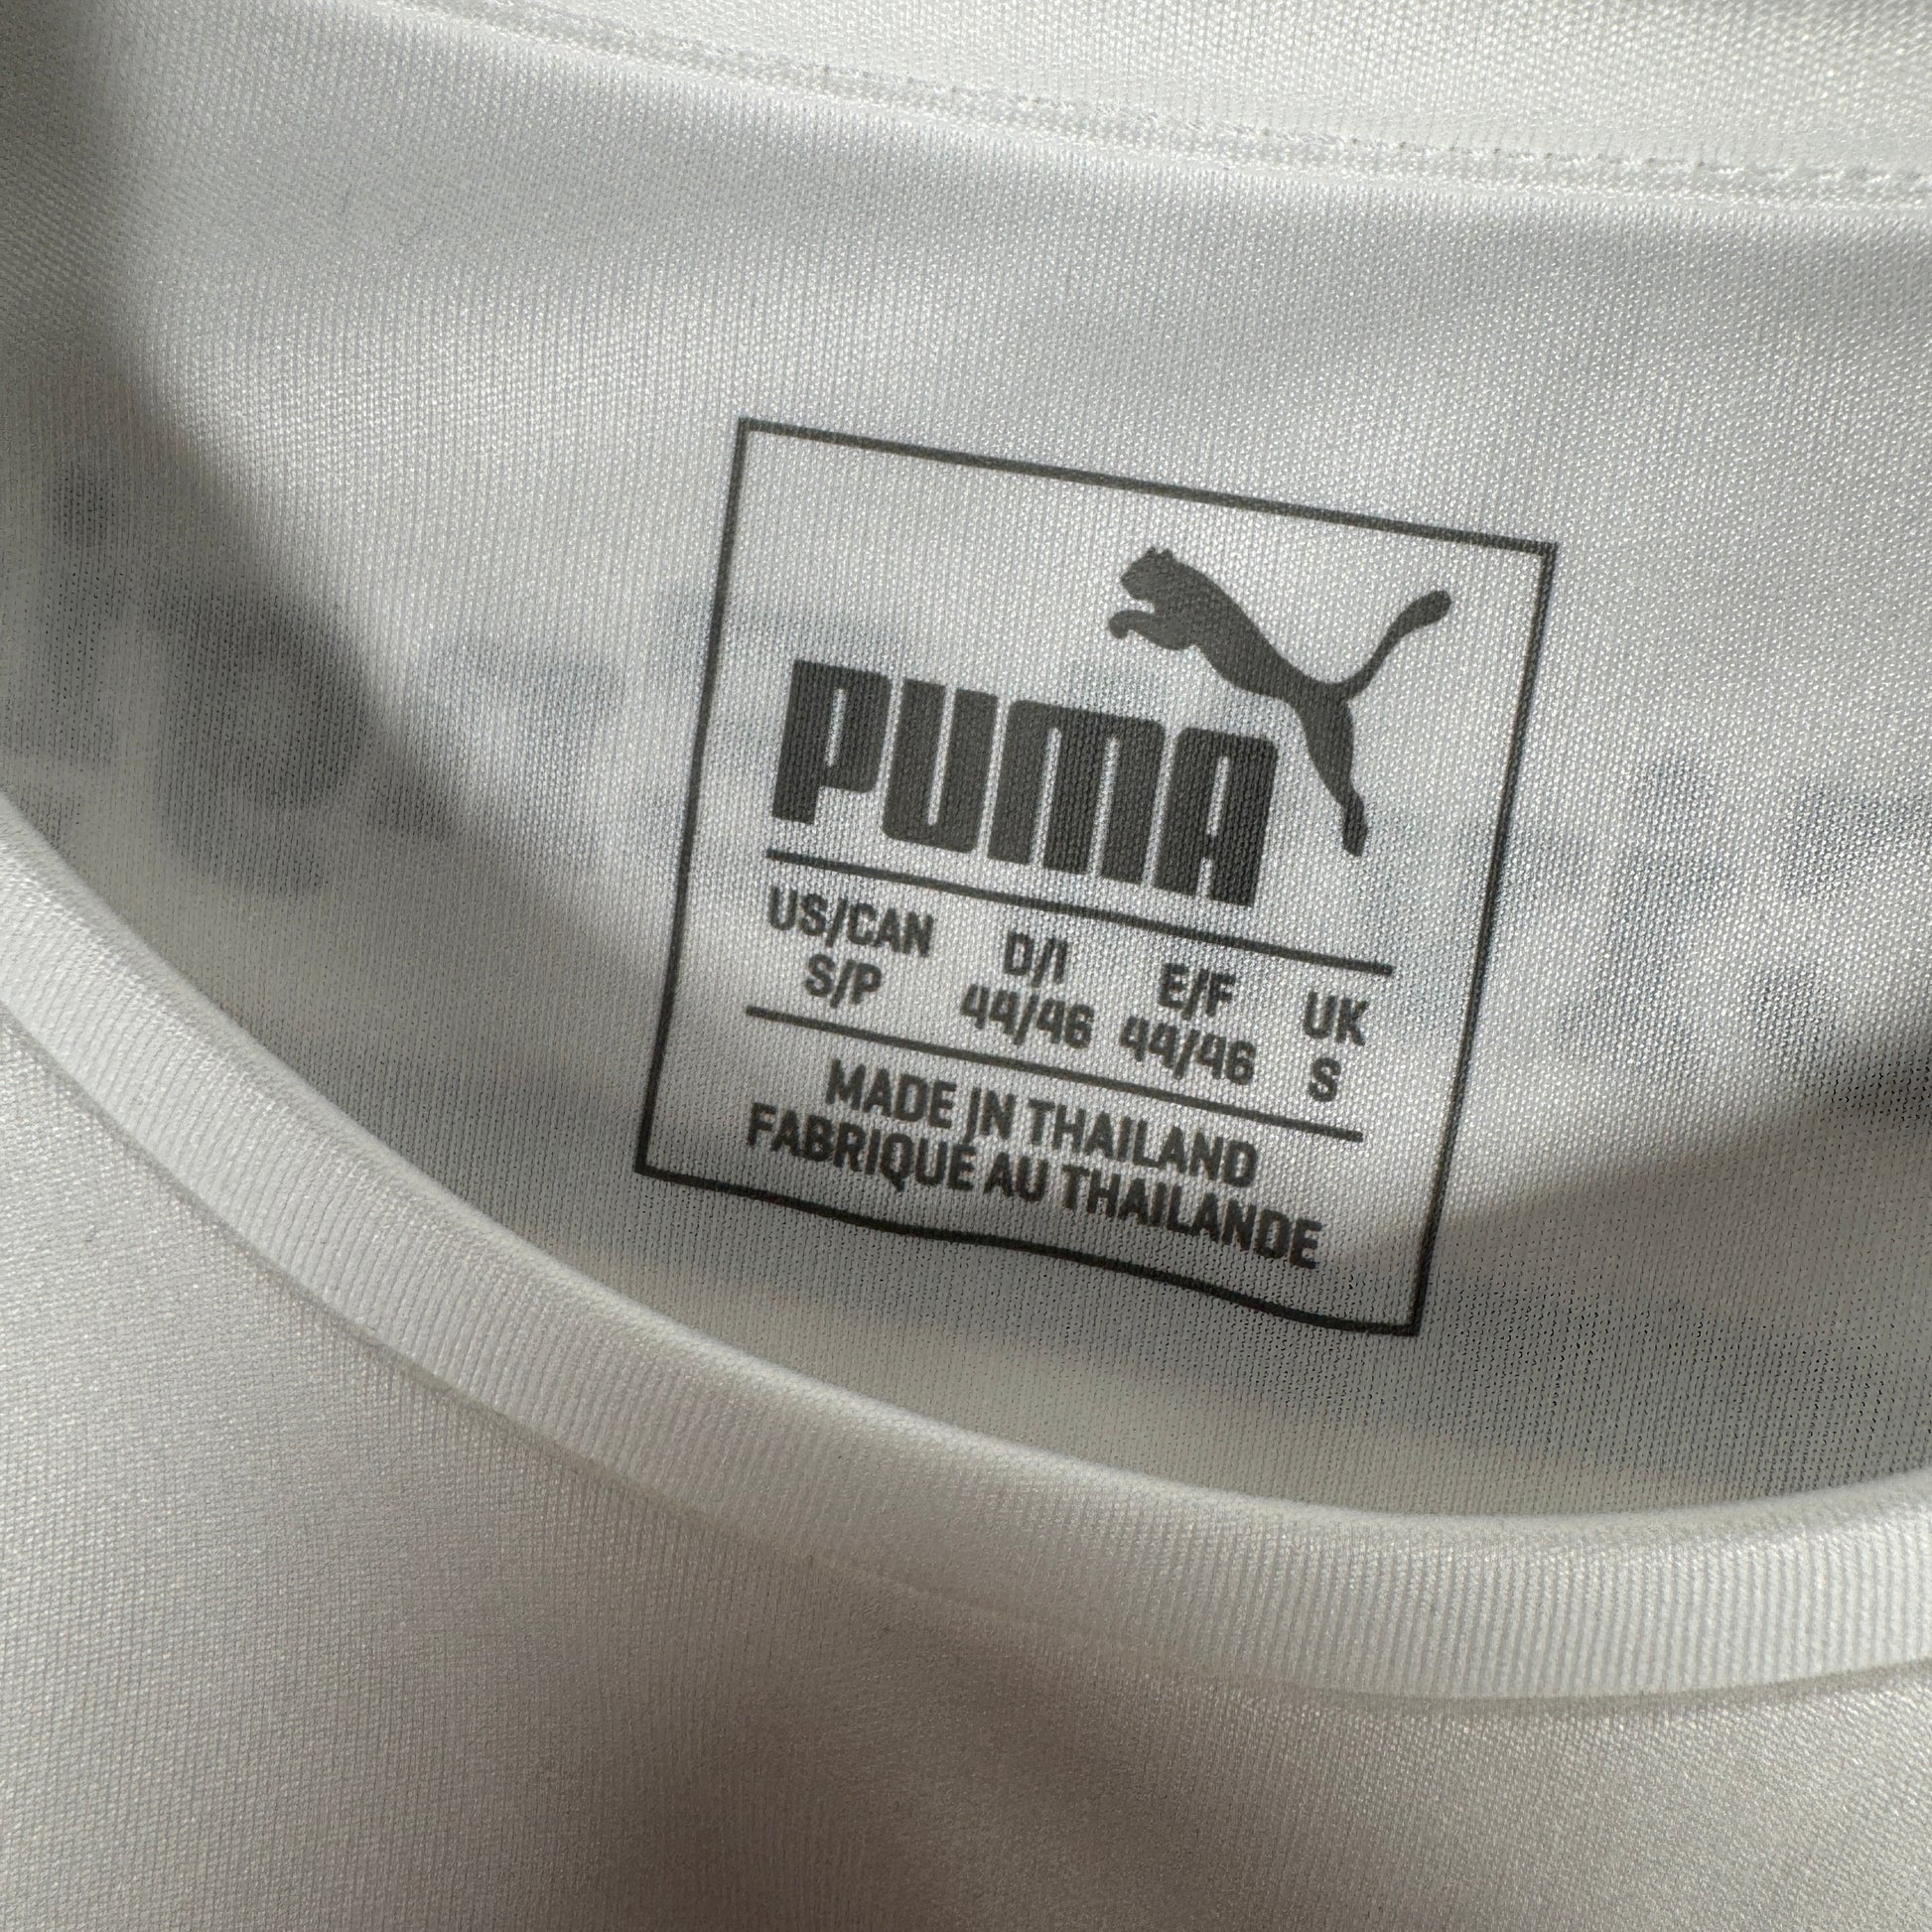 PUMA
US/CAN D/I E/F UK
S/P 44/46 44/46 S
MADE IN THAILAND
FABRIQUÉ AU THAILANDE